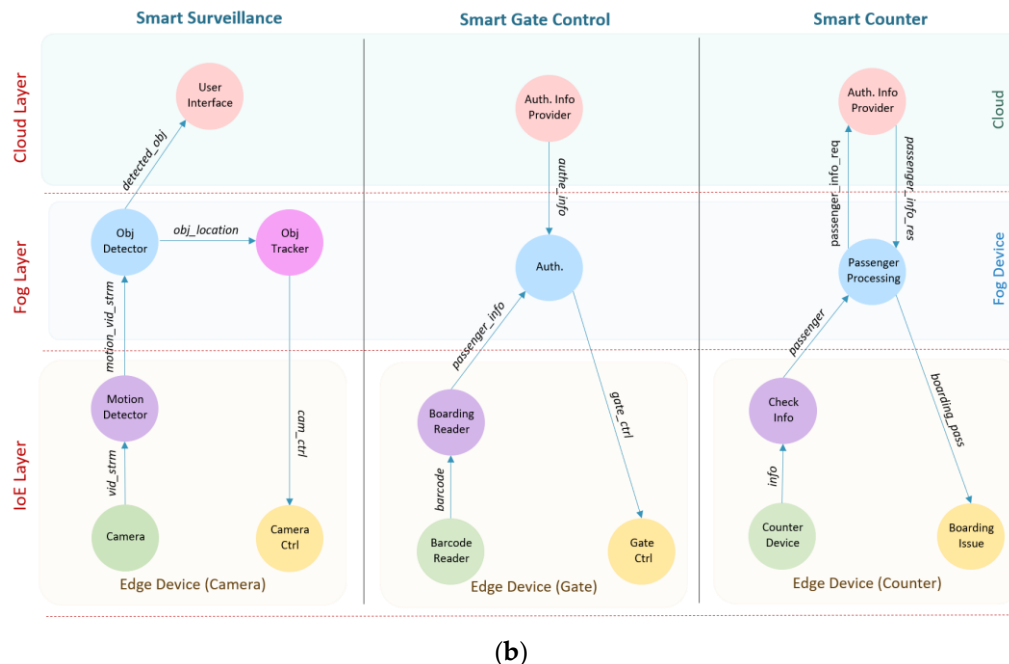 Smart Surveillance
Smart Gate Control
Smart Counter
Cloud Layer
Fog Layer
IoE Layer
User
Interface
detected_obj
Obj
Detector
obj_location
Obj
Tracker
motion_vid_strm
Motion
Detector
vid_strm
cam_ctrl
Camera
Camera
Ctrl
Edge Device (Camera)
Auth. Info
Provider
authe_info
Auth.
passenger_info
Boarding
Reader
barcode
gate_ctrl
Barcode
Reader
Gate
Ctrl
Edge Device (Gate)
Auth. Info
Provider
passenger_info_req
passenger_info_res
Passenger
Processing
passenger
Check
Info
info
boarding_pass
Counter
Device
Boarding
Issue
Edge Device (Counter)
Cloud
Fog Device
(b)